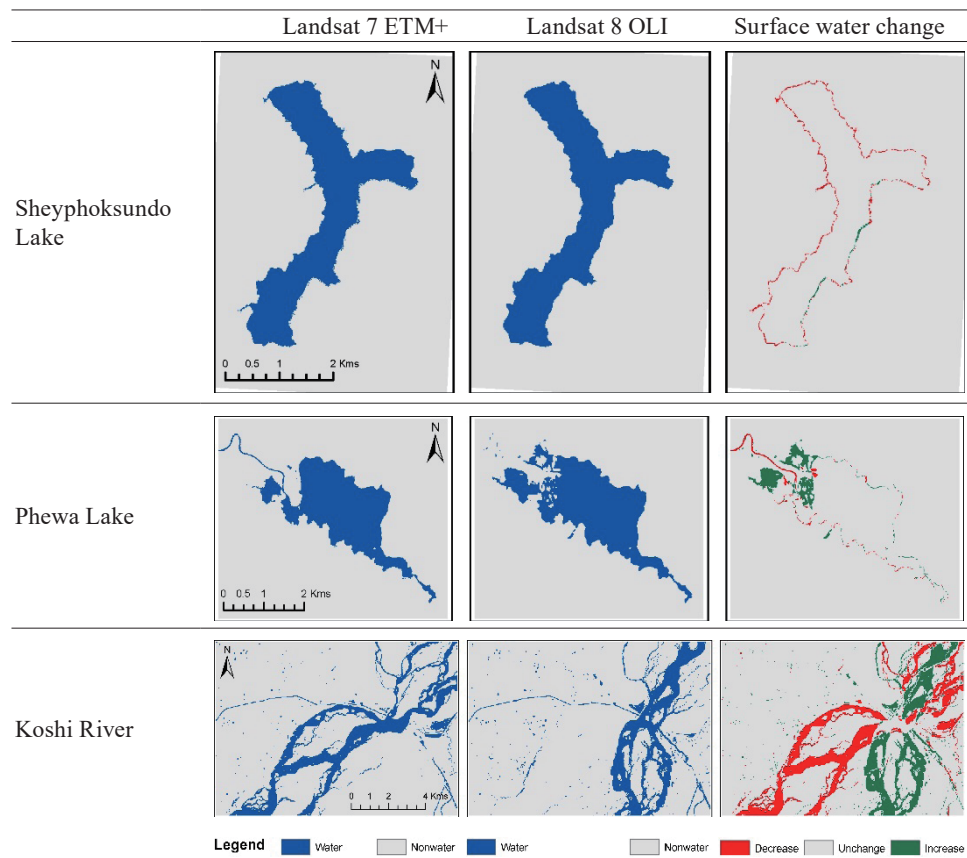 Landsat 7 ETM+ Landsat 8 OLI Surface water change
N
Sheyphoksundo
Lake
0 0.5 1 2 Kms
N
Phewa Lake
0 0.5 1 2 Kms
N
Koshi River
0 1 2 4 Kms
Legend Water Nonwater Water Nonwater Decrease Unchange Increase